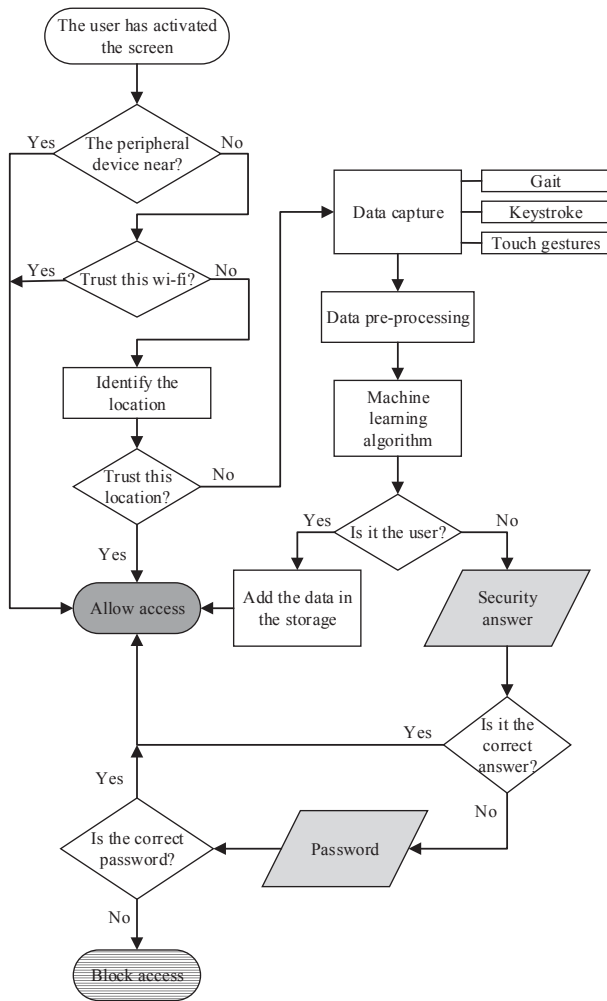 The user has activated
the screen
Yes
The peripheral
device near?
No
Yes
Trust this wi-fi?
No
Identify the
location
Trust this
location?
No
Yes
Allow access
Data capture
Gait
Keystroke
Touch gestures
Data pre-processing
Machine
learning
algorithm
Yes
Is it the user?
No
Add the data in
the storage
Security
answer
Yes
Is it the
correct
answer?
No
Password
Yes
Is the correct
password?
No
Block access